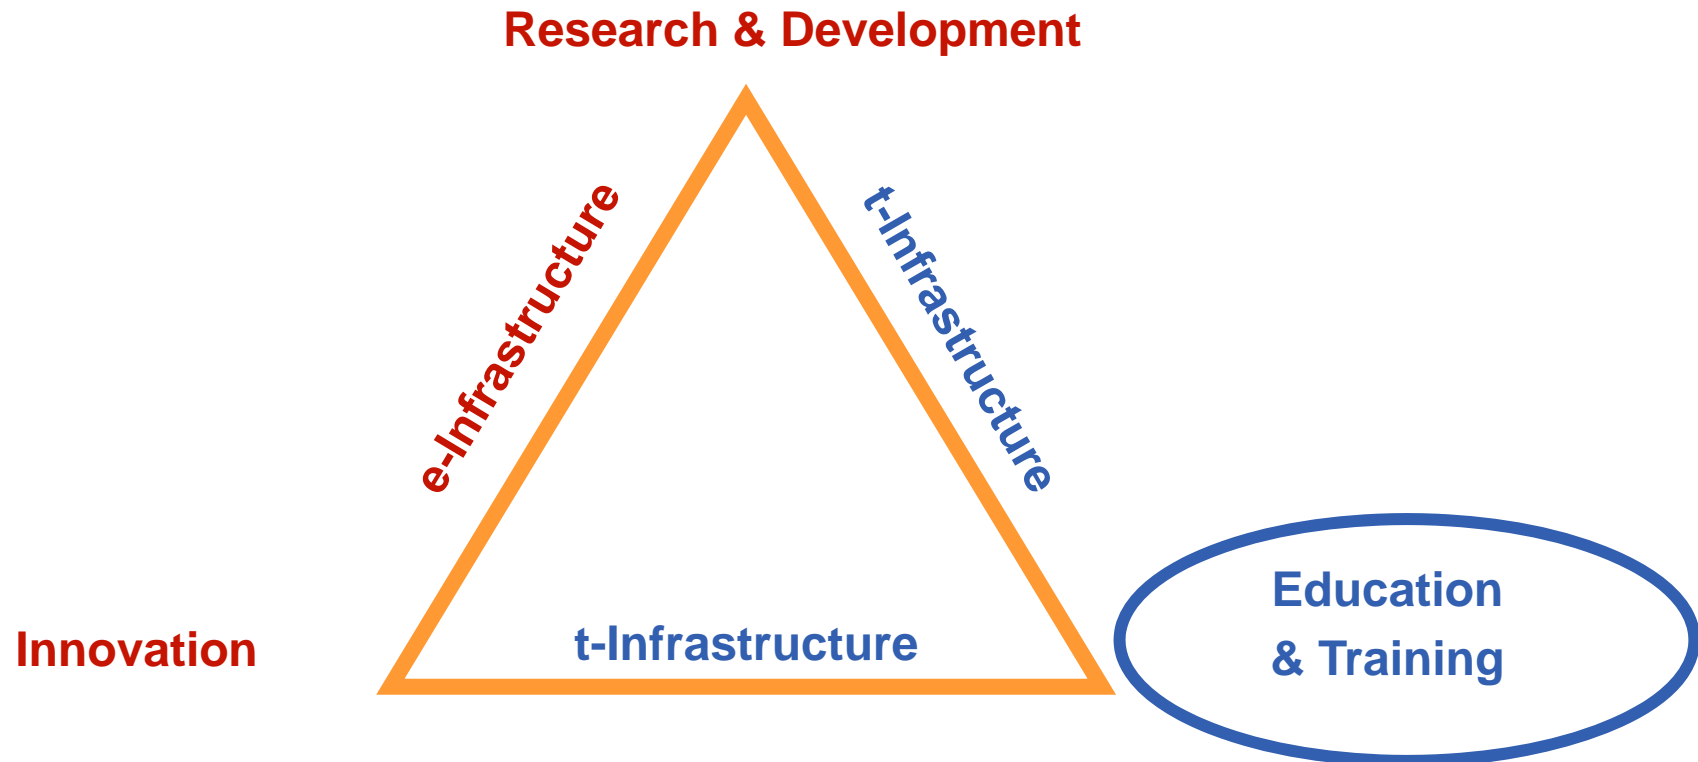 Research & Development
e-Infrastructure
t-Infrastructure
Innovation
t-Infrastructure
Education
& Training